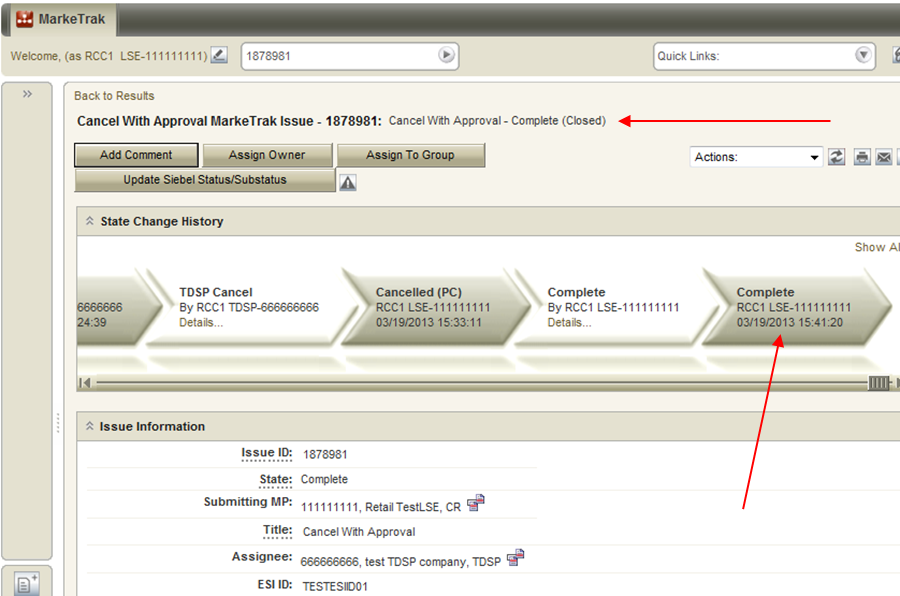 MarkeTrak
Welcome, (as RCC1 LSE-111111111) 1878981 Quick Links:
Back to Results
Cancel With Approval MarkeTrak Issue - 1878981: Cancel With Approval - Complete (Closed)
Add Comment Assign Owner Assign To Group Actions:
Update Siebel Status/Substatus
State Change History
Show Al
TDSP Cancel Cancelled (PC) Complete Complete
6666666 By RCC1 TDSP-666666666 RCC1 LSE-111111111 By RCC1 LSE-111111111 RCC1 LSE-111111111
24:39 Details... 03/19/2013 15:33:11 Details... 03/19/2013 15:41:20
Issue Information
Issue ID: 1878981
State: Complete
Submitting MP: 111111111, Retail TestLSE, CR
Title: Cancel With Approval
Assignee: 666666666, test TDSP company, TDSP
ESI ID: TESTESIID01